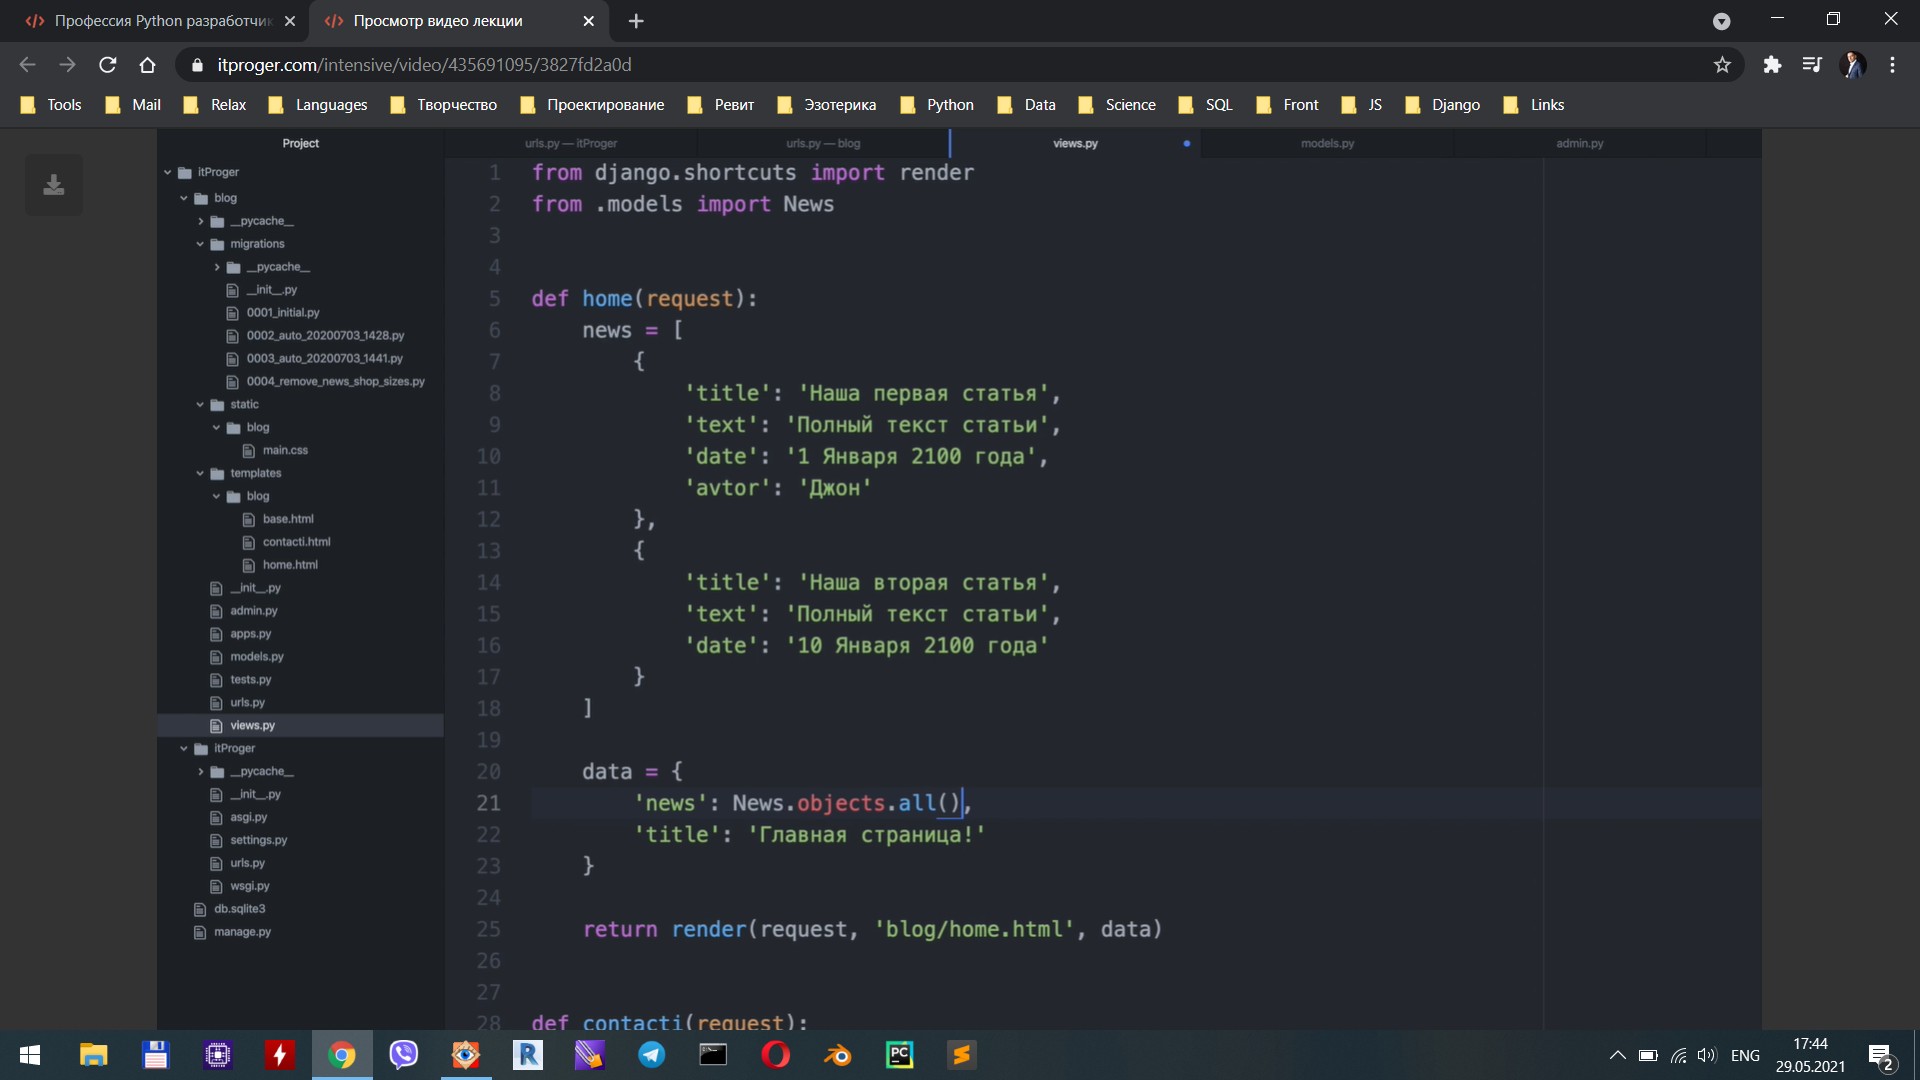 Профессия Python разработчик
Просмотр видео лекции
itproger.com/intensive/video/435691095/3827fd2a0d
Tools
Mail
Relax
Languages
Творчество
Проектирование
Ревит
Эзотерика
Python
Data
Science
SQL
Front
JS
Django
Links
Project
urls.py — itProger
urls.py — blog
views.py
models.py
admin.py
itProger
blog
__pycache__
migrations
__pycache__
__init__.py
0001_initial.py
0002_auto_20200703_1428.py
0003_auto_20200703_1441.py
0004_remove_news_shop_sizes.py
static
blog
main.css
templates
blog
base.html
contacti.html
home.html
__init__.py
admin.py
apps.py
models.py
tests.py
urls.py
views.py
itProger
__pycache__
__init__.py
asgi.py
settings.py
urls.py
wsgi.py
db.sqlite3
manage.py
1 from django.shortcuts import render
2 from .models import News
3
4
5 def home(request):
6 news = [
7 {
8 'title': 'Наша первая статья',
9 'text': 'Полный текст статьи',
10 'date': '1 Января 2100 года',
11 'avtor': 'Джон'
12 },
13 {
14 'title': 'Наша вторая статья',
15 'text': 'Полный текст статьи',
16 'date': '10 Января 2100 года'
17 }
18 ]
19
20 data = {
21 'news': News.objects.all(),
22 'title': 'Главная страница!'
23 }
24
25 return render(request, 'blog/home.html', data)
26
27
28 def contacti(request):
R
PC
ENG
17:44
29.05.2021
2